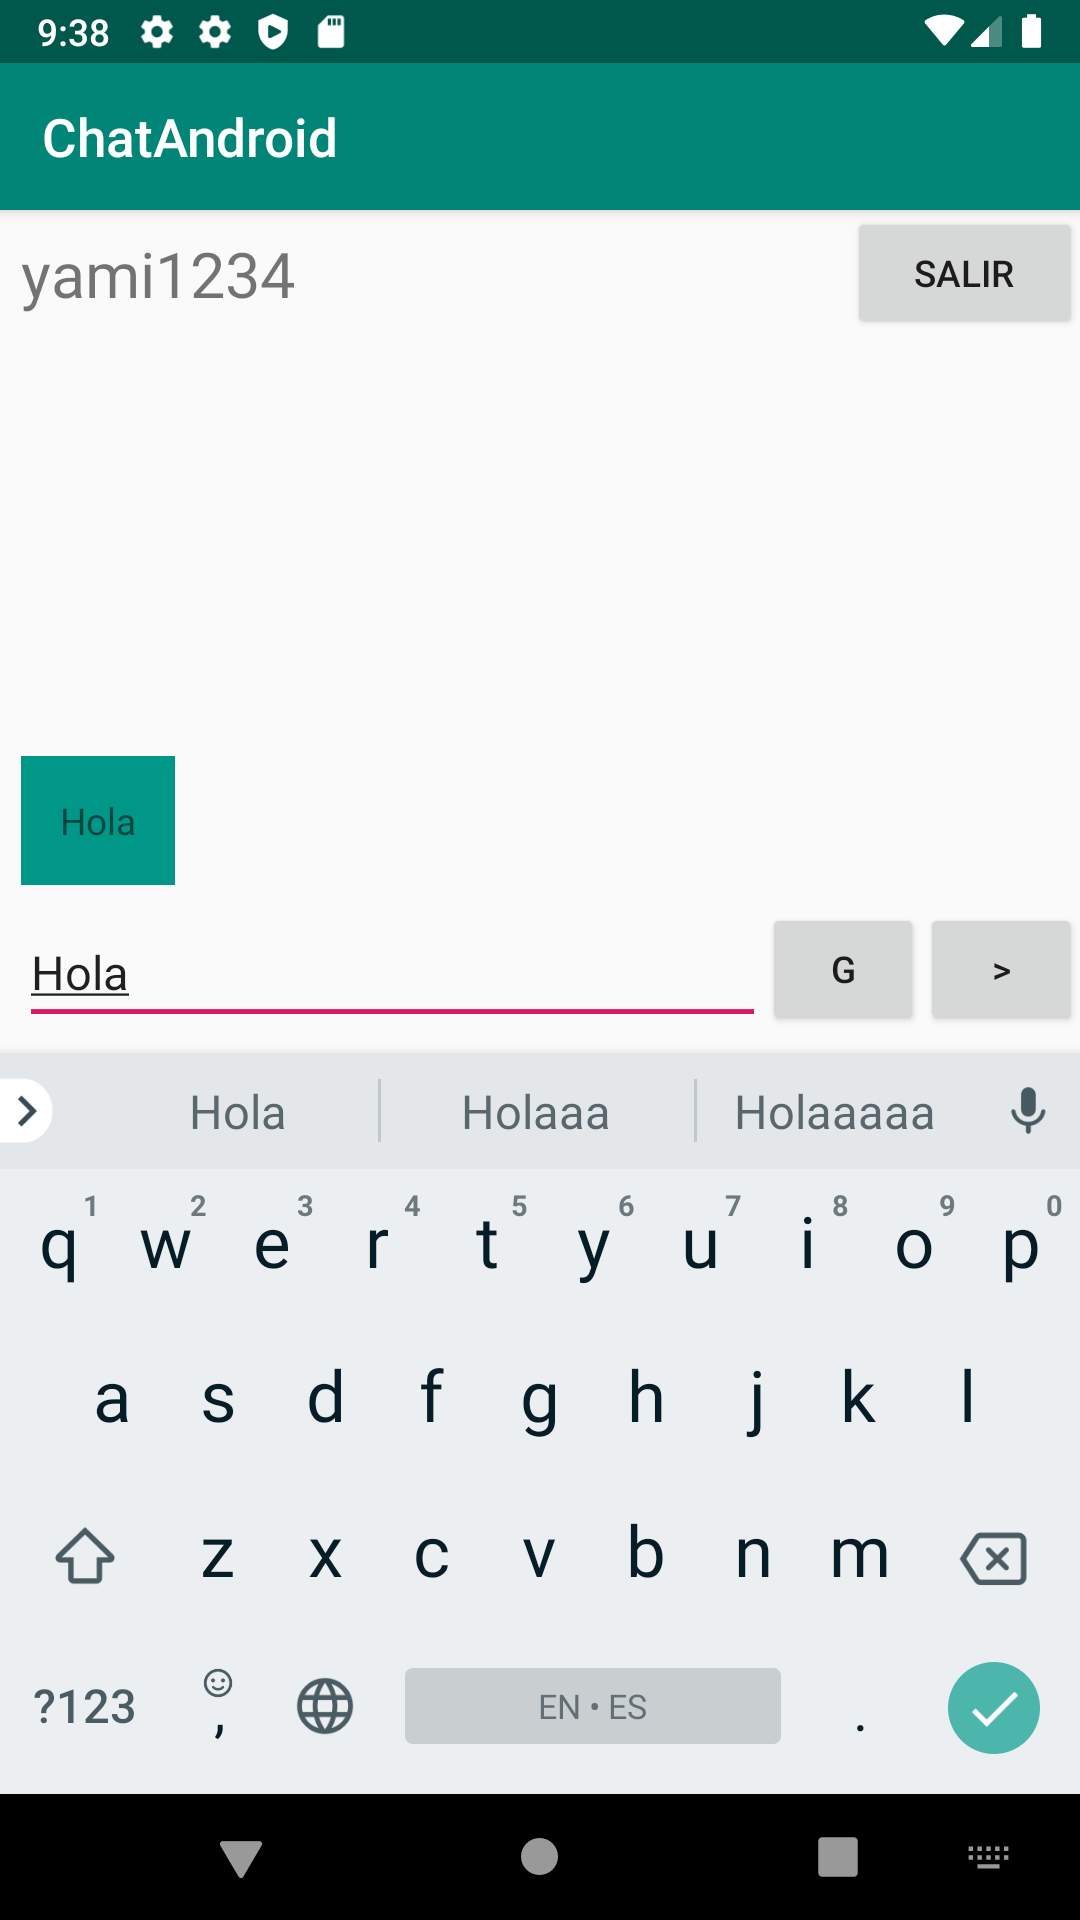 9:38
ChatAndroid
yami1234 SALIR
Hola
Hola G >
Hola Holaaa Holaaaaa
1 2 3 4 5 6 7 8 9 0
q w e r t y u i o p
a s d f g h j k l
z x c v b n m
?123 , EN • ES .